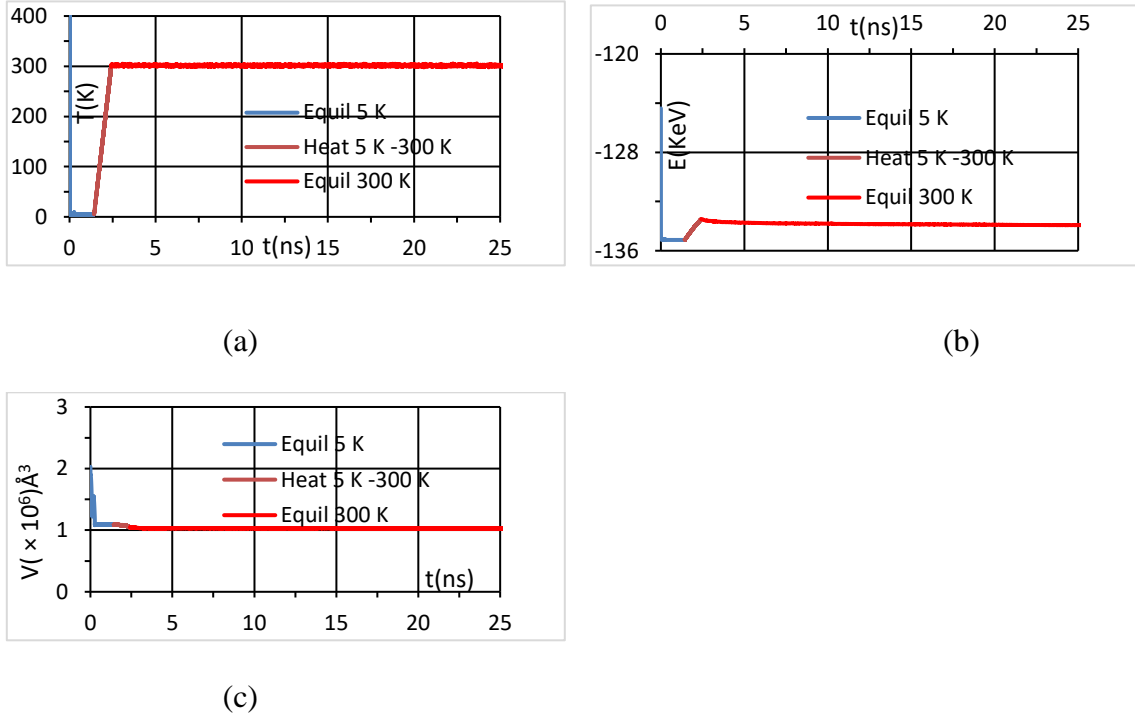 400
300
200
100
0
0
5
10
15
20
25
T(K)
t(ns)
Equil 5 K
Heat 5 K -300 K
Equil 300 K
(a)
0
5
10
15
20
25
t(ns)
-120
-128
-136
E(KeV)
Equil 5 K
Heat 5 K -300 K
Equil 300 K
(b)
3
2
1
0
V( × 10⁶)Å³
Equil 5 K
Heat 5 K -300 K
Equil 300 K
t(ns)
0
5
10
15
20
25
(c)